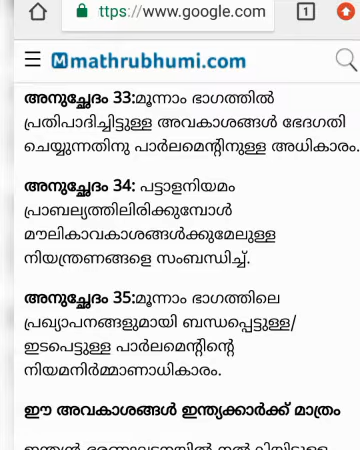 ttps://www.google.com
1
mathrubhumi.com
അനുച്ഛേദം 33:മൂന്നാം ഭാഗത്തിൽ
പ്രതിപാദിച്ചിട്ടുള്ള അവകാശങ്ങൾ ഭേദഗതി
ചെയ്യുന്നതിനു പാർലമെന്റിനുള്ള അധികാരം.
അനുച്ഛേദം 34: പട്ടാളനിയമം
പ്രാബല്യത്തിലിരിക്കുമ്പോൾ
മൗലികാവകാശങ്ങൾക്കുമേലുള്ള
നിയന്ത്രണങ്ങളെ സംബന്ധിച്ച്.
അനുച്ഛേദം 35:മൂന്നാം ഭാഗത്തിലെ
പ്രഖ്യാപനങ്ങളുമായി ബന്ധപ്പെട്ടുള്ള/
ഇടപെട്ടുള്ള പാർലമെന്റിന്റെ
നിയമനിർമ്മാണാധികാരം.
ഈ അവകാശങ്ങൾ ഇന്ത്യക്കാർക്ക് മാത്രം